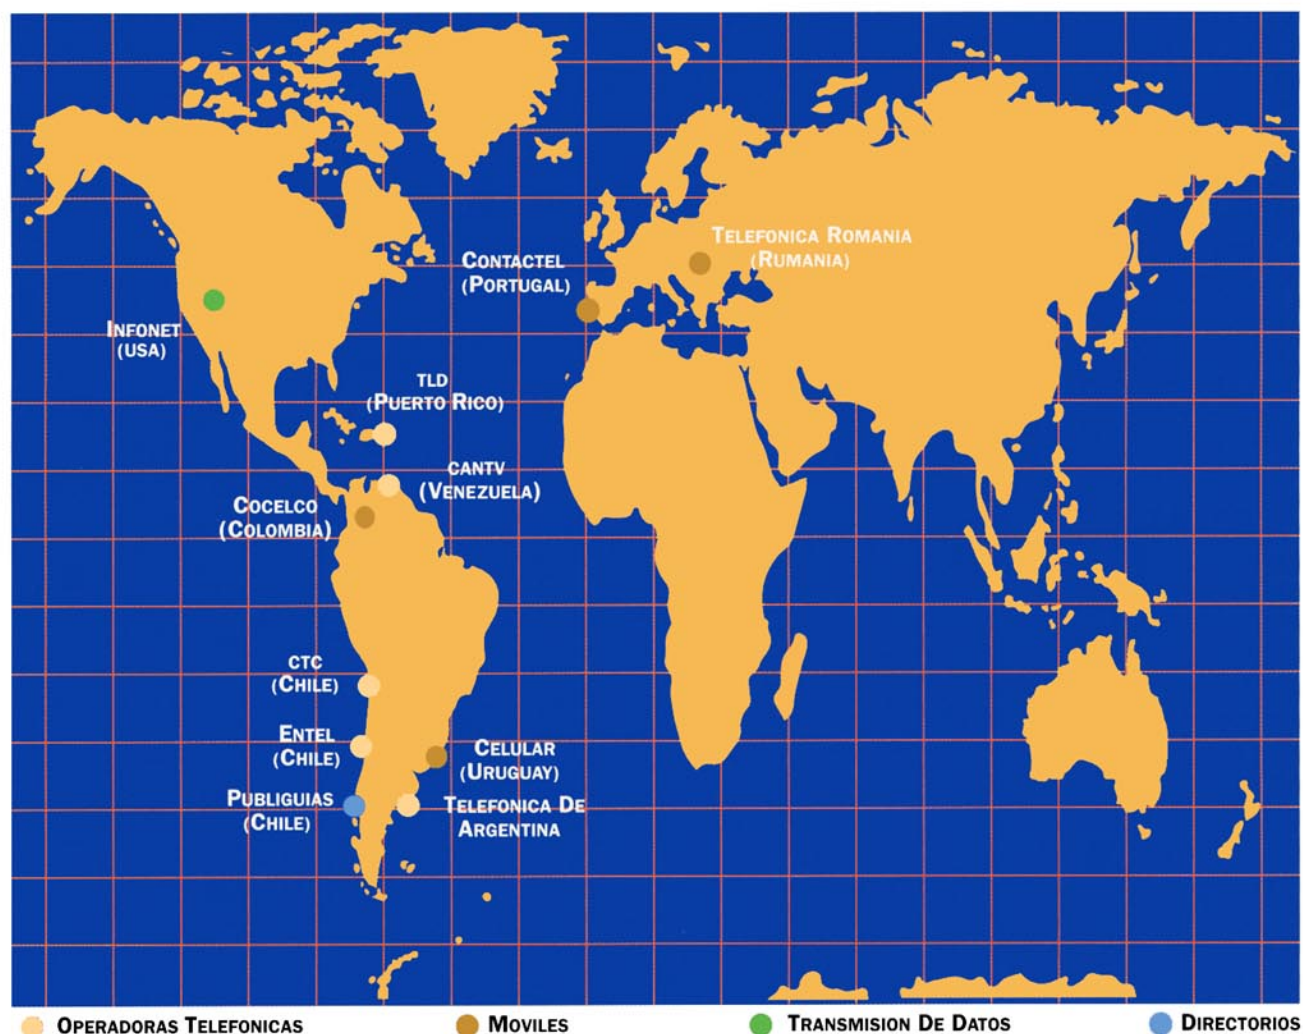 TELEFONICA ROMANIA
(RUMANIA)
CONTACTEL
(PORTUGAL)
INFONET
(USA)
TLD
(PUERTO RICO)
CANTV
(VENEZUELA)
COCELCO
(COLOMBIA)
CTC
(CHILE)
ENTEL
(CHILE)
CELULAR
(URUGUAY)
PUBLIGUIAS
(CHILE)
TELEFONICA DE
ARGENTINA
OPERADORAS TELEFONICAS
MOVILES
TRANSMISION DE DATOS
DIRECTORIOS